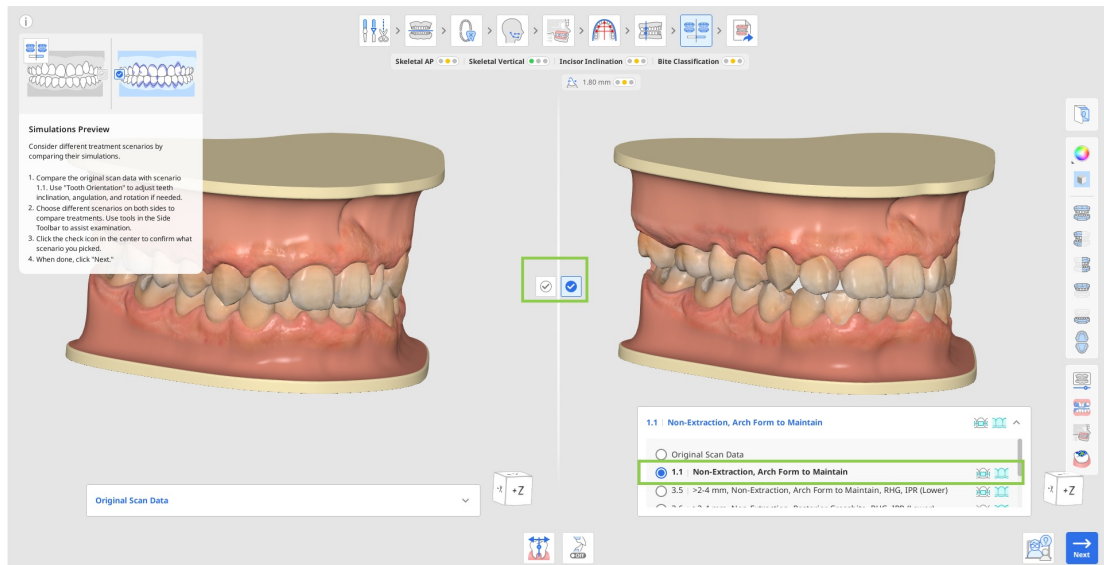 Skeletal AP Skeletal Vertical Incisor Inclination Bite Classification
1.80 mm
Simulations Preview
Consider different treatment scenarios by
comparing their simulations.
1. Compare the original scan data with scenario
1.1. Use "Tooth Orientation" to adjust teeth
inclination, angulation, and rotation if needed.
2. Choose different scenarios on both sides to
compare treatments. Use tools in the Side
Toolbar to assist examination.
3. Click the check icon in the center to confirm what
scenario you picked.
4. When done, click "Next."
1.1 | Non-Extraction, Arch Form to Maintain
Original Scan Data
1.1 | Non-Extraction, Arch Form to Maintain
3.5 | >2-4 mm, Non-Extraction, Arch Form to Maintain, RHG, IPR (Lower)
Original Scan Data
+Z
+Z
Off
Next